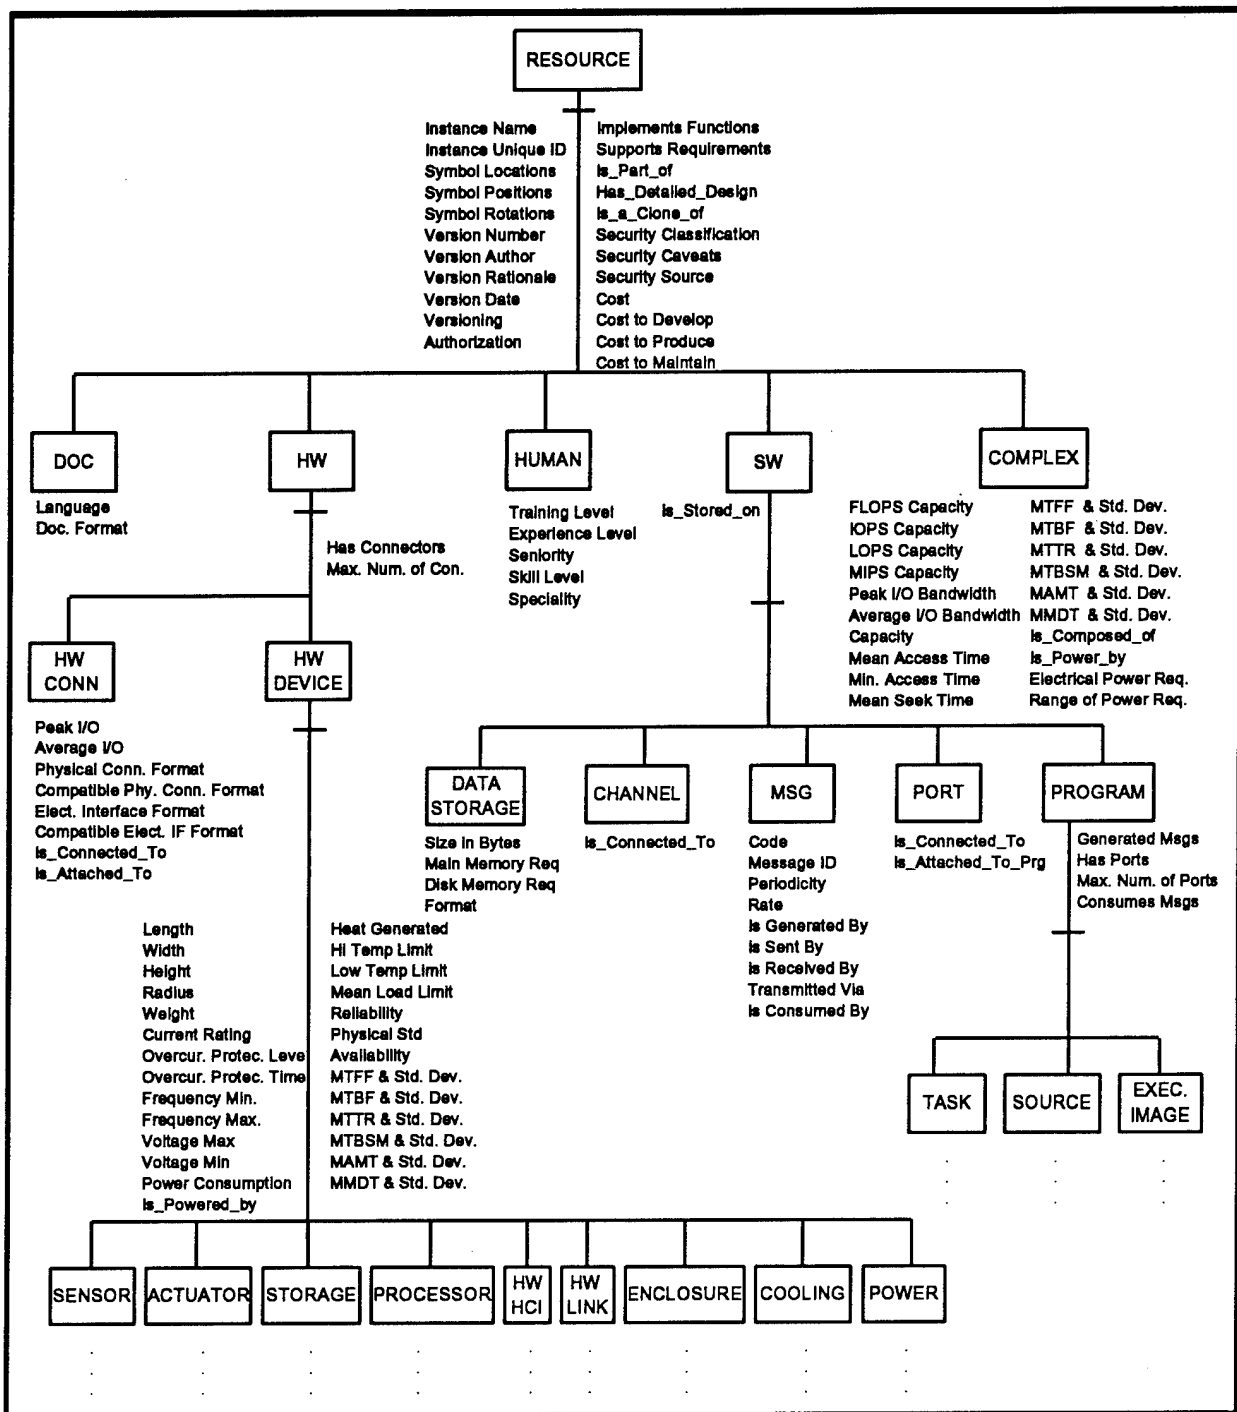 RESOURCE
Instance Name
Instance Unique ID
Symbol Locations
Symbol Positions
Symbol Rotations
Version Number
Version Author
Version Rationale
Version Date
Versioning
Authorization
Implements Functions
Supports Requirements
Is_Part_of
Has_Detailed_Design
Is_a_Clone_of
Security Classification
Security Caveats
Security Source
Cost
Cost to Develop
Cost to Produce
Cost to Maintain
DOC
Language
Doc. Format
HW
Has Connectors
Max. Num. of Con.
HUMAN
Training Level
Experience Level
Seniority
Skill Level
Speciality
SW
Is_Stored_on
COMPLEX
FLOPS Capacity
IOPS Capacity
LOPS Capacity
MIPS Capacity
Peak I/O Bandwidth
Average I/O Bandwidth
Capacity
Mean Access Time
Min. Access Time
Mean Seek Time
MTFF & Std. Dev.
MTBF & Std. Dev.
MTTR & Std. Dev.
MTBSM & Std. Dev.
MAMT & Std. Dev.
MMDT & Std. Dev.
Is_Composed_of
Is_Power_by
Electrical Power Req.
Range of Power Req.
HW
CONN
Peak I/O
Average I/O
Physical Conn. Format
Compatible Phy. Conn. Format
Elect. Interface Format
Compatible Elect. IF Format
Is_Connected_To
Is_Attached_To
HW
DEVICE
Length
Width
Height
Radius
Weight
Current Rating
Overcur. Protec. Leve
Overcur. Protec. Time
Frequency Min.
Frequency Max.
Voltage Max
Voltage Min
Power Consumption
Is_Powered_by
Heat Generated
Hi Temp Limit
Low Temp Limit
Mean Load Limit
Reliability
Physical Std
Availability
MTFF & Std. Dev.
MTBF & Std. Dev.
MTTR & Std. Dev.
MTBSM & Std. Dev.
MAMT & Std. Dev.
MMDT & Std. Dev.
DATA
STORAGE
Size in Bytes
Main Memory Req
Disk Memory Req
Format
CHANNEL
Is_Connected_To
MSG
Code
Message ID
Periodicity
Rate
Is Generated By
Is Sent By
Is Received By
Transmitted Via
Is Consumed By
PORT
Is_Connected_To
Is_Attached_To_Prg
PROGRAM
Generated Msgs
Has Ports
Max. Num. of Ports
Consumes Msgs
TASK
SOURCE
EXEC.
IMAGE
SENSOR
ACTUATOR
STORAGE
PROCESSOR
HW
HCI
HW
LINK
ENCLOSURE
COOLING
POWER